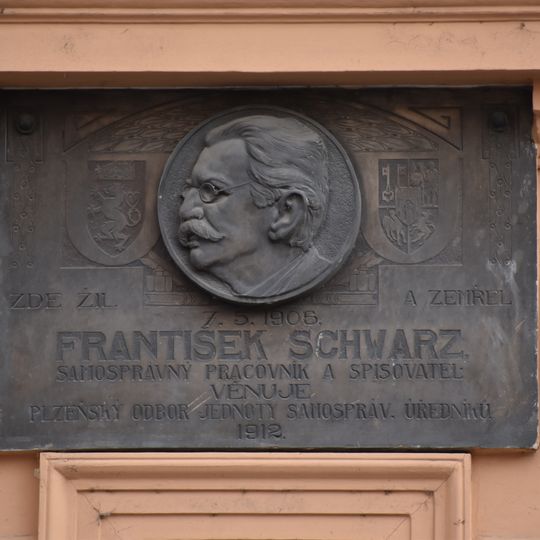 ZDE ŽIL A ZEMŘEL
7. 5. 1906.
FRANTIŠEK SCHWARZ,
SAMOSPRÁVNÝ PRACOVNÍK A SPISOVATEL:
VĚNUJE
PLZEŇSKÝ ODBOR JEDNOTY SAMOSPRÁV. ÚŘEDNÍKŮ
1912.